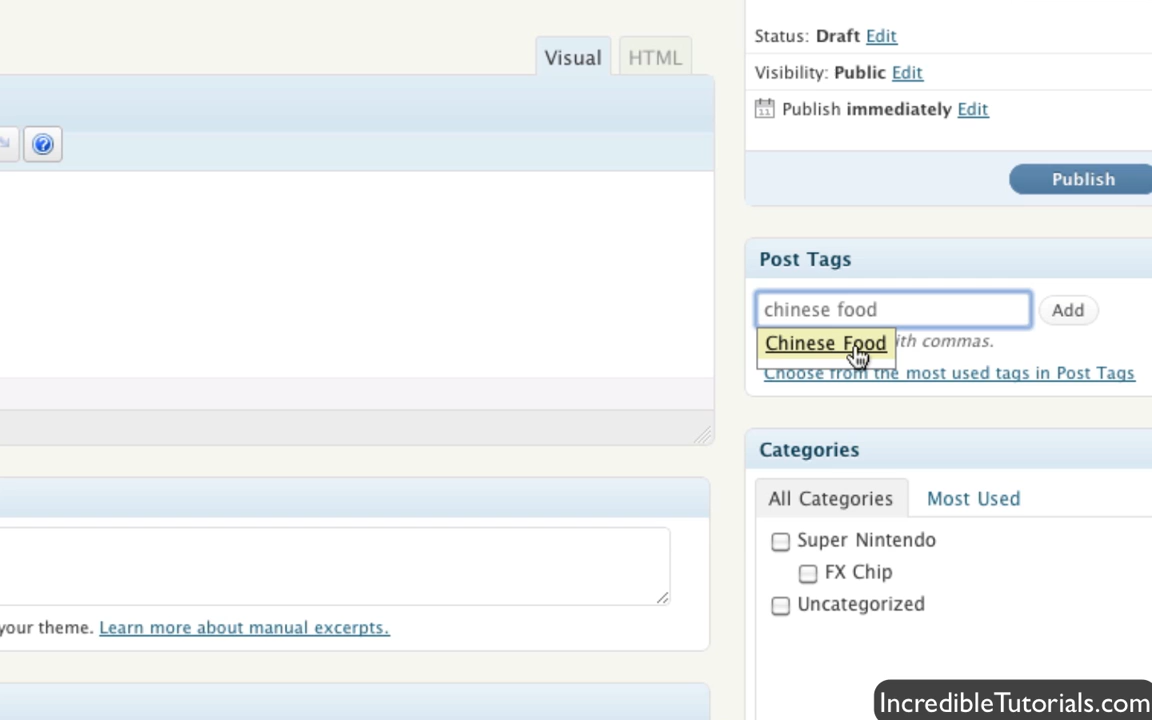 Status: Draft Edit
Visibility: Public Edit
11 Publish immediately Edit
Visual HTML
Publish
Post Tags
chinese food Add
Chinese Food
with commas.
Choose from the most used tags in Post Tags
Categories
All Categories Most Used
Super Nintendo
FX Chip
Uncategorized
your theme. Learn more about manual excerpts.
IncredibleTutorials.com